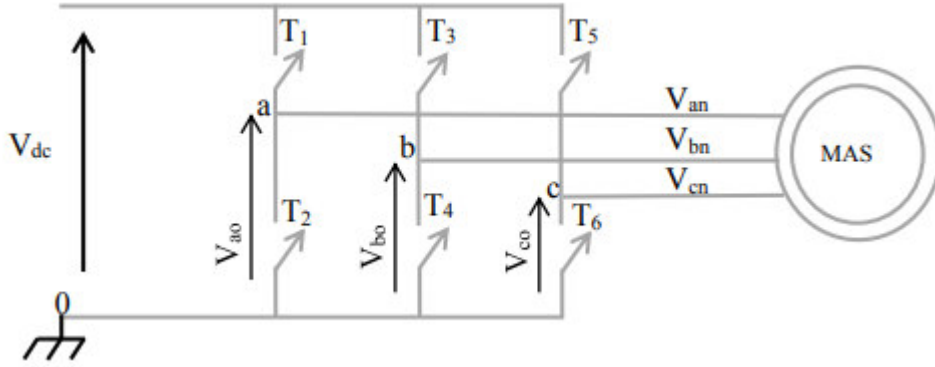 T1 T3 T5
a Van
Vdc b Vbn MAS
c Vcn
T2 T4 T6
Vao Vbo Vco
0